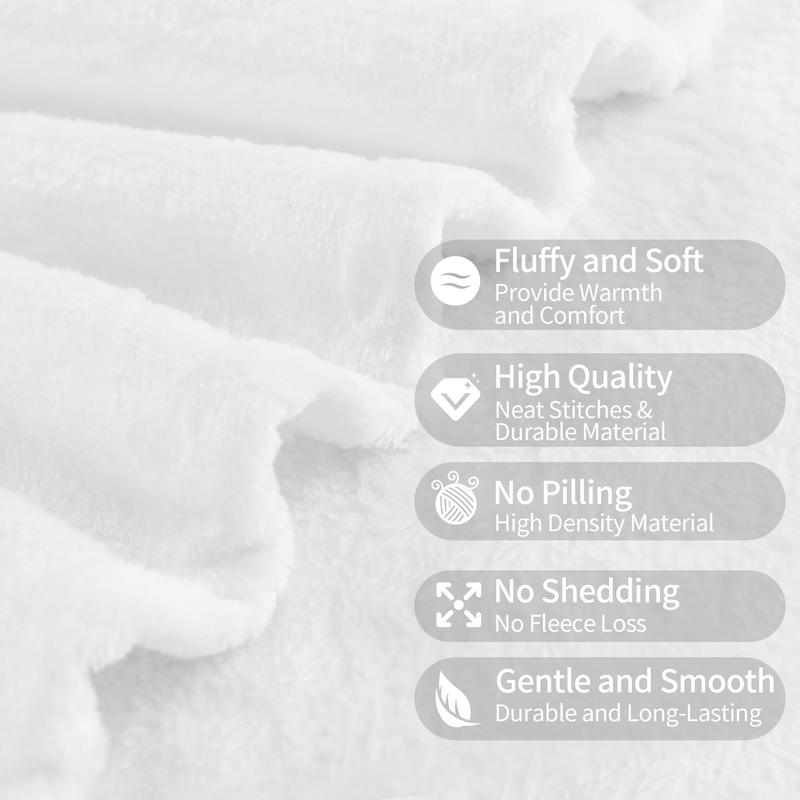 Fluffy and Soft
Provide Warmth
and Comfort
High Quality
Neat Stitches &
Durable Material
No Pilling
High Density Material
No Shedding
No Fleece Loss
Gentle and Smooth
Durable and Long-Lasting